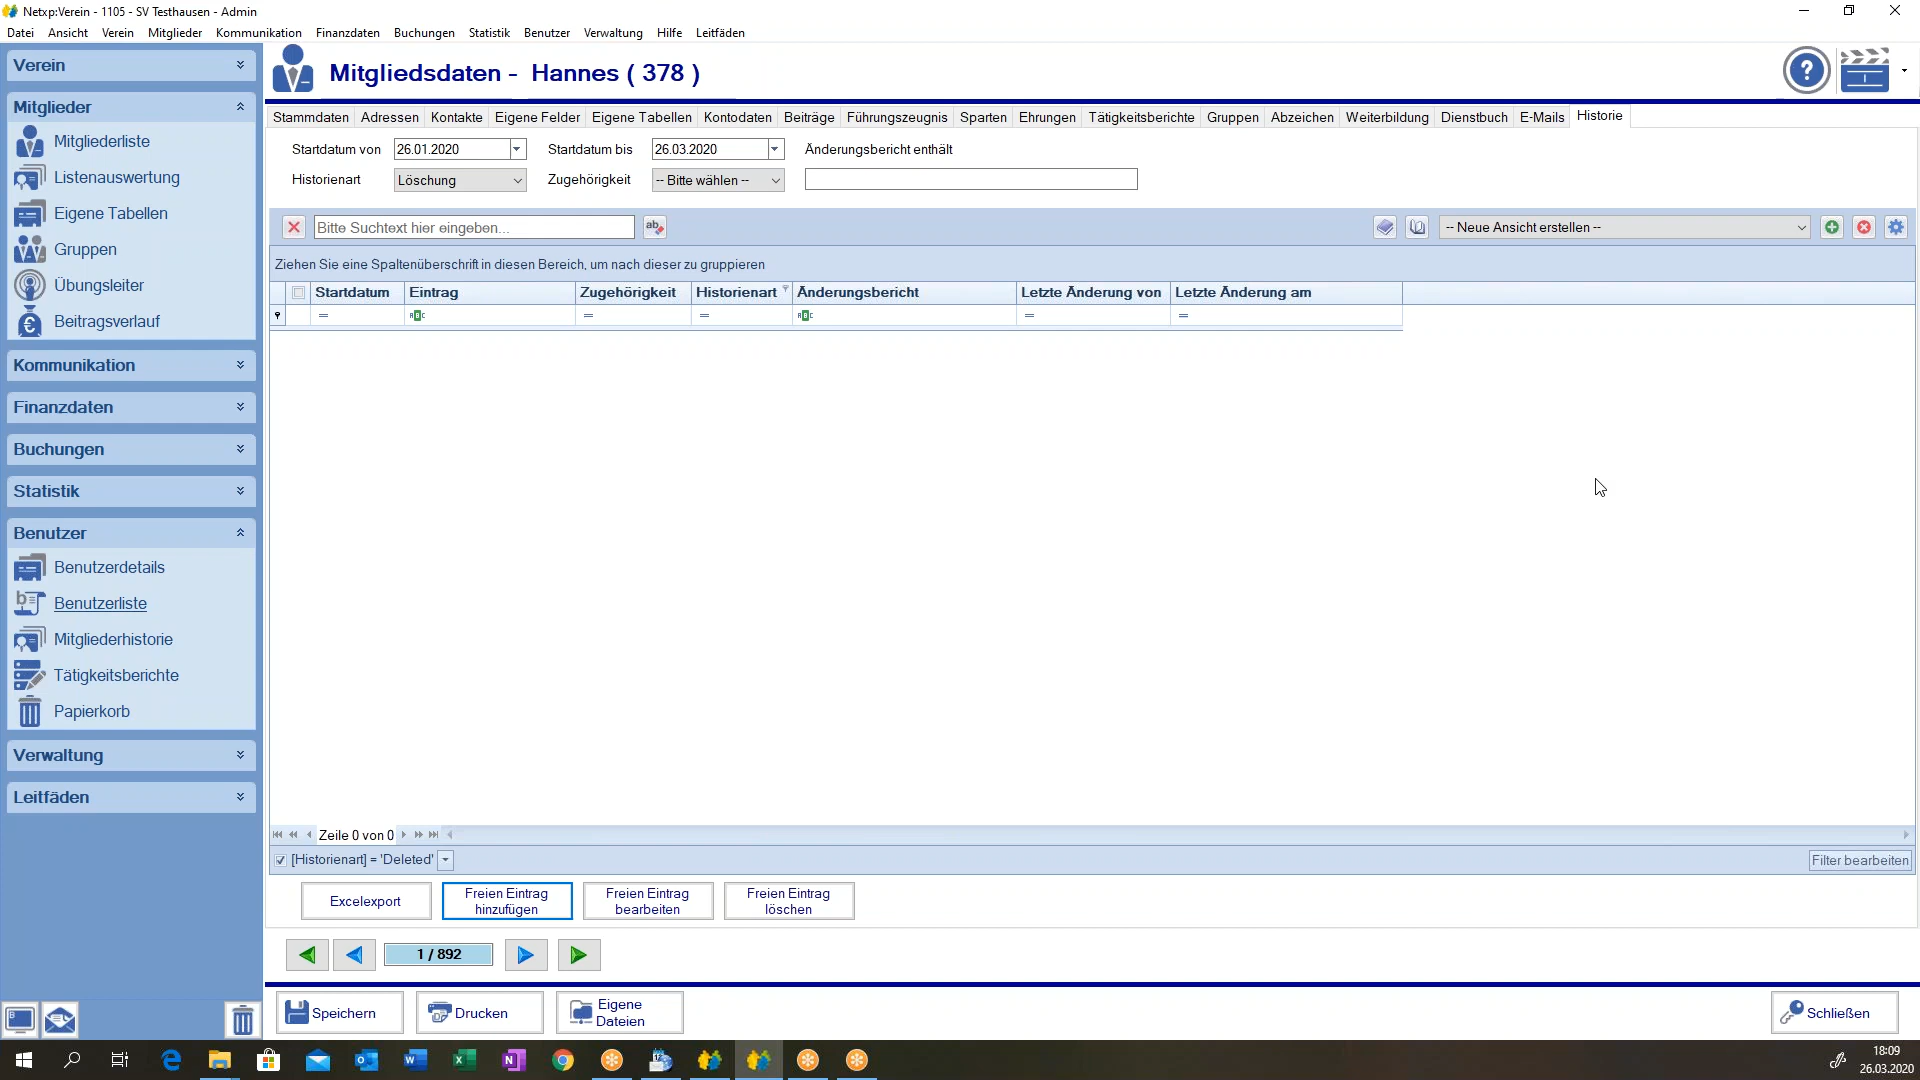 Netxp:Verein - 1105 - SV Testhausen - Admin
Datei Ansicht Verein Mitglieder Kommunikation Finanzdaten Buchungen Statistik Benutzer Verwaltung Hilfe Leitfäden
Verein
Mitglieder
Mitgliederliste
Listenauswertung
Eigene Tabellen
Gruppen
Übungsleiter
Beitragsverlauf
Kommunikation
Finanzdaten
Buchungen
Statistik
Benutzer
Benutzerdetails
Benutzerliste
Mitgliederhistorie
Tätigkeitsberichte
Papierkorb
Verwaltung
Leitfäden
Mitgliedsdaten - Hannes ( 378 )
Stammdaten Adressen Kontakte Eigene Felder Eigene Tabellen Kontodaten Beiträge Führungszeugnis Sparten Ehrungen Tätigkeitsberichte Gruppen Abzeichen Weiterbildung Dienstbuch E-Mails Historie
Startdatum von 26.01.2020 Startdatum bis 26.03.2020 Änderungsbericht enthält
Historienart Löschung Zugehörigkeit -- Bitte wählen --
Bitte Suchtext hier eingeben... -- Neue Ansicht erstellen --
Ziehen Sie eine Spaltenüberschrift in diesen Bereich, um nach dieser zu gruppieren
Startdatum Eintrag Zugehörigkeit Historienart Änderungsbericht Letzte Änderung von Letzte Änderung am
Zeile 0 von 0
[Historienart] = 'Deleted' Filter bearbeiten
Excelexport
Freien Eintrag
hinzufügen
Freien Eintrag
bearbeiten
Freien Eintrag
löschen
1 / 892
Speichern
Drucken
Eigene
Dateien
Schließen
18:09
26.03.2020